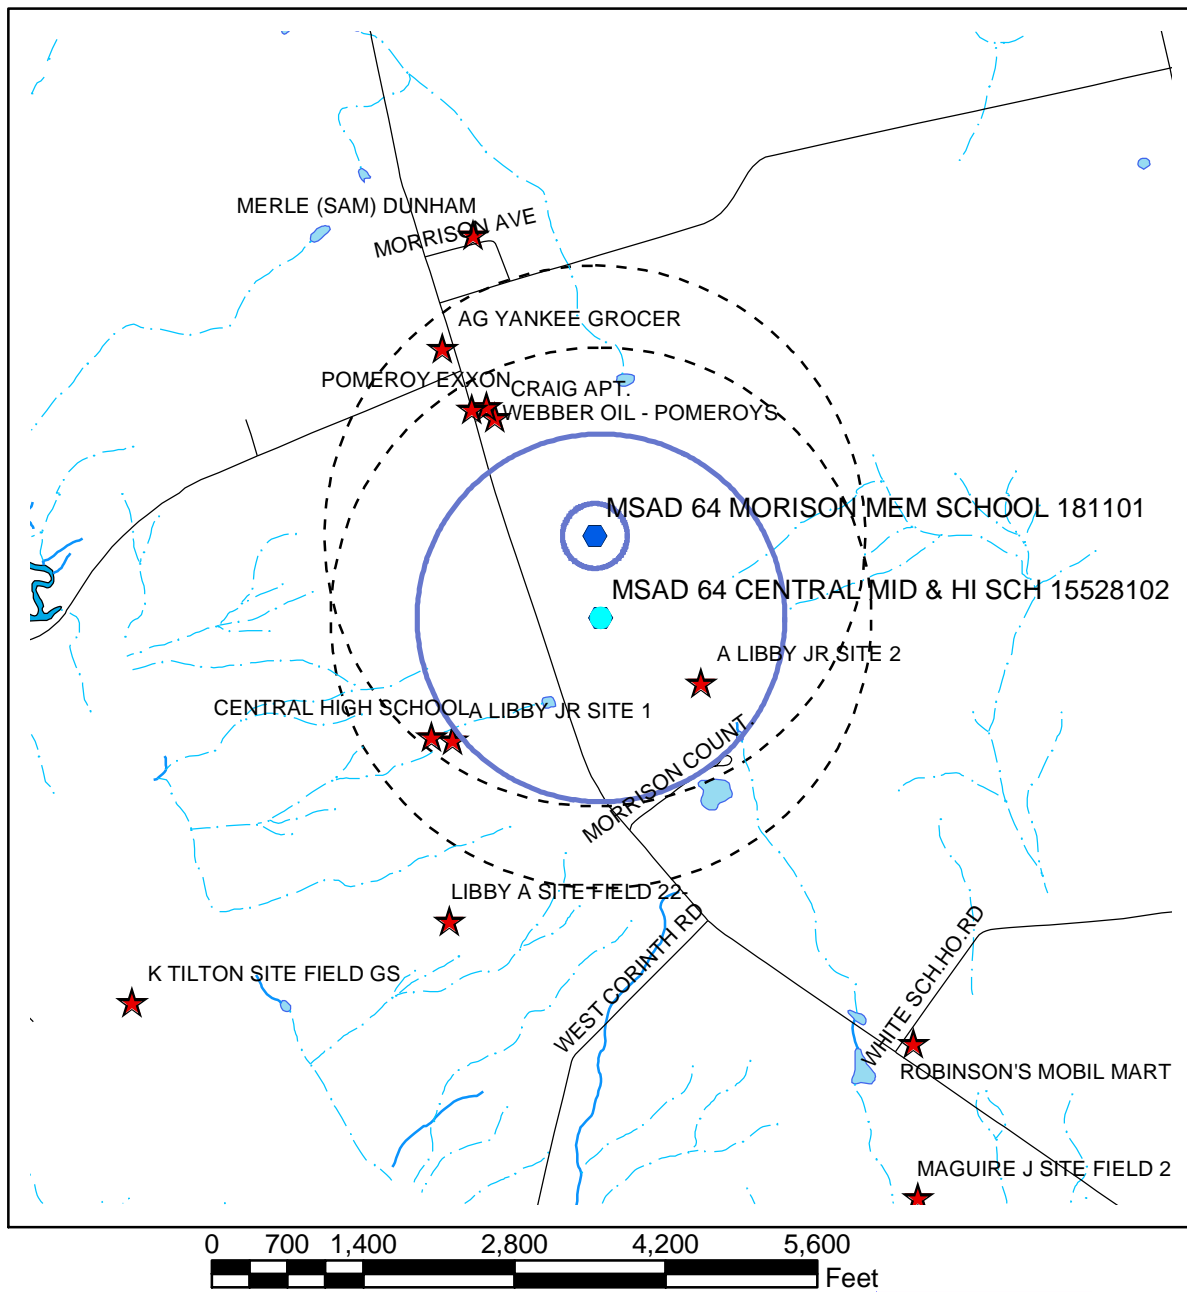 MERLE (SAM) DUNHAM
MORRISON AVE
AG YANKEE GROCER
POMEROY EXXON
CRAIG APT.
WEBBER OIL - POMEROYS
MSAD 64 MORISON MEM SCHOOL 181101
MSAD 64 CENTRAL MID & HI SCH 15528102
A LIBBY JR SITE 2
CENTRAL HIGH SCHOOL
A LIBBY JR SITE 1
MORRISON COUNT.
LIBBY A SITE FIELD 22-
WEST CORINTH RD
WHITE SCH.HO.RD
K TILTON SITE FIELD GS
ROBINSON'S MOBIL MART
MAGUIRE J SITE FIELD 2
0 700 1,400 2,800 4,200 5,600
Feet